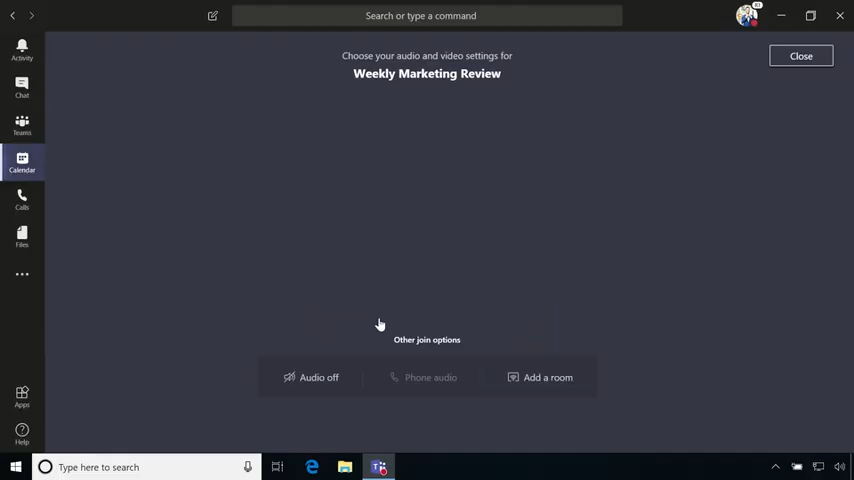 Search or type a command
Activity
Chat
Teams
Calendar
Calls
Files
Apps
Help
Choose your audio and video settings for
Weekly Marketing Review
Close
Other join options
Audio off
Phone audio
Add a room
Type here to search